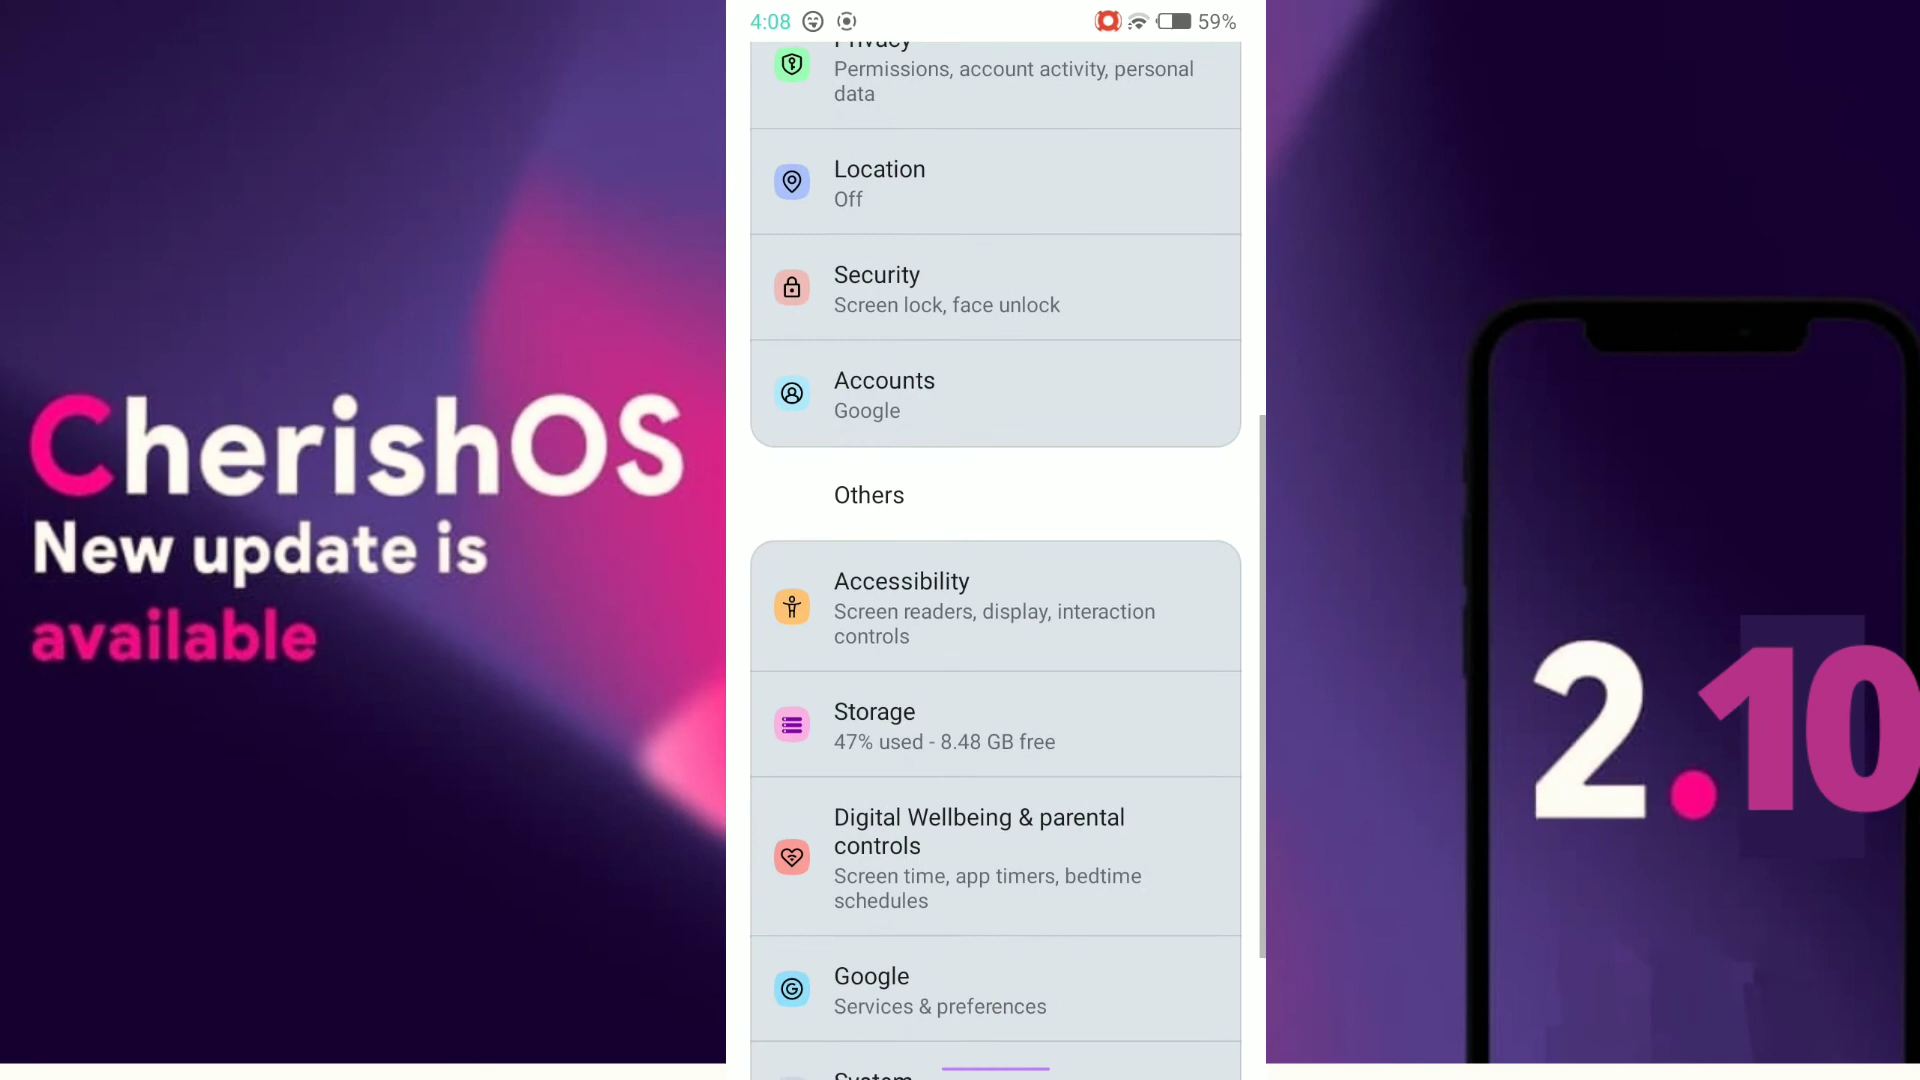 CherishOS
New update is
available
4:08
59%
Privacy
Permissions, account activity, personal
data
Location
Off
Security
Screen lock, face unlock
Accounts
Google
Others
Accessibility
Screen readers, display, interaction
controls
Storage
47% used - 8.48 GB free
Digital Wellbeing & parental
controls
Screen time, app timers, bedtime
schedules
Google
Services & preferences
System
2.10